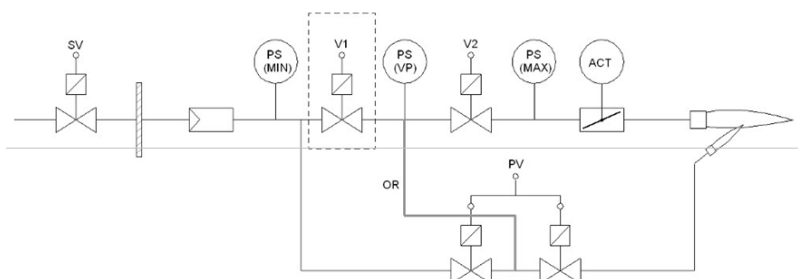 SV
PS
(MIN)
V1
PS
(VP)
V2
PS
(MAX)
ACT
OR
PV